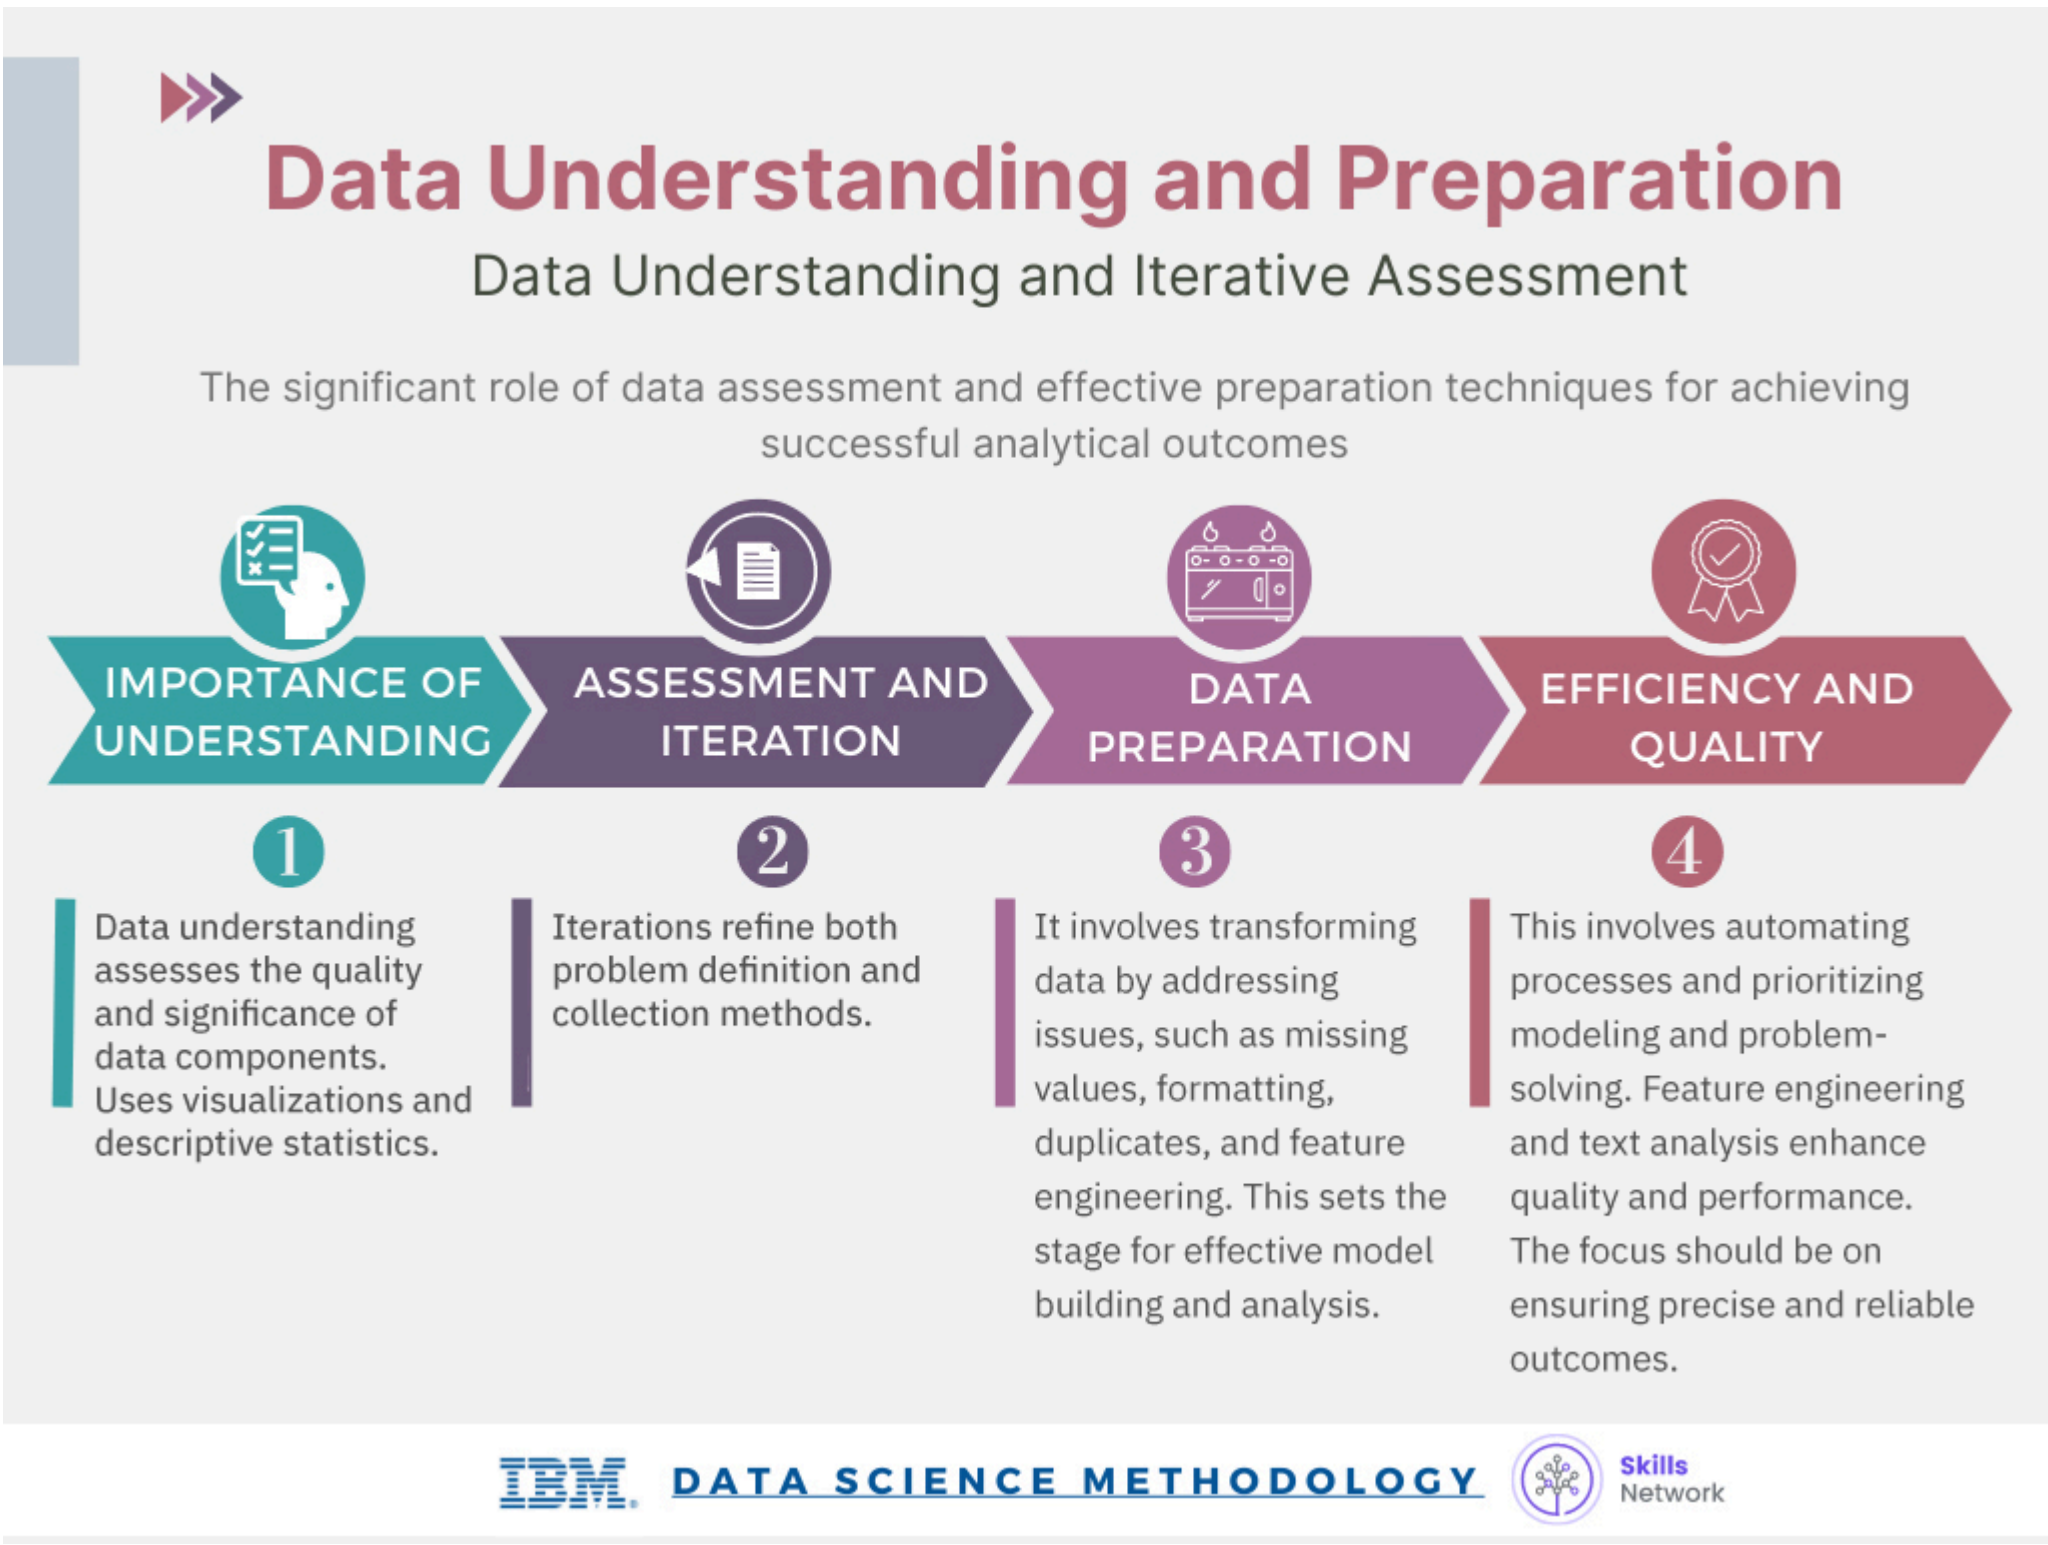 Data Understanding and Preparation
Data Understanding and Iterative Assessment
The significant role of data assessment and effective preparation techniques for achieving
successful analytical outcomes
IMPORTANCE OF
UNDERSTANDING
1
Data understanding
assesses the quality
and significance of
data components.
Uses visualizations and
descriptive statistics.
ASSESSMENT AND
ITERATION
2
Iterations refine both
problem definition and
collection methods.
DATA
PREPARATION
3
It involves transforming
data by addressing
issues, such as missing
values, formatting,
duplicates, and feature
engineering. This sets the
stage for effective model
building and analysis.
EFFICIENCY AND
QUALITY
4
This involves automating
processes and prioritizing
modeling and problem-
solving. Feature engineering
and text analysis enhance
quality and performance.
The focus should be on
ensuring precise and reliable
outcomes.
IBM®
DATA SCIENCE METHODOLOGY
Skills
Network